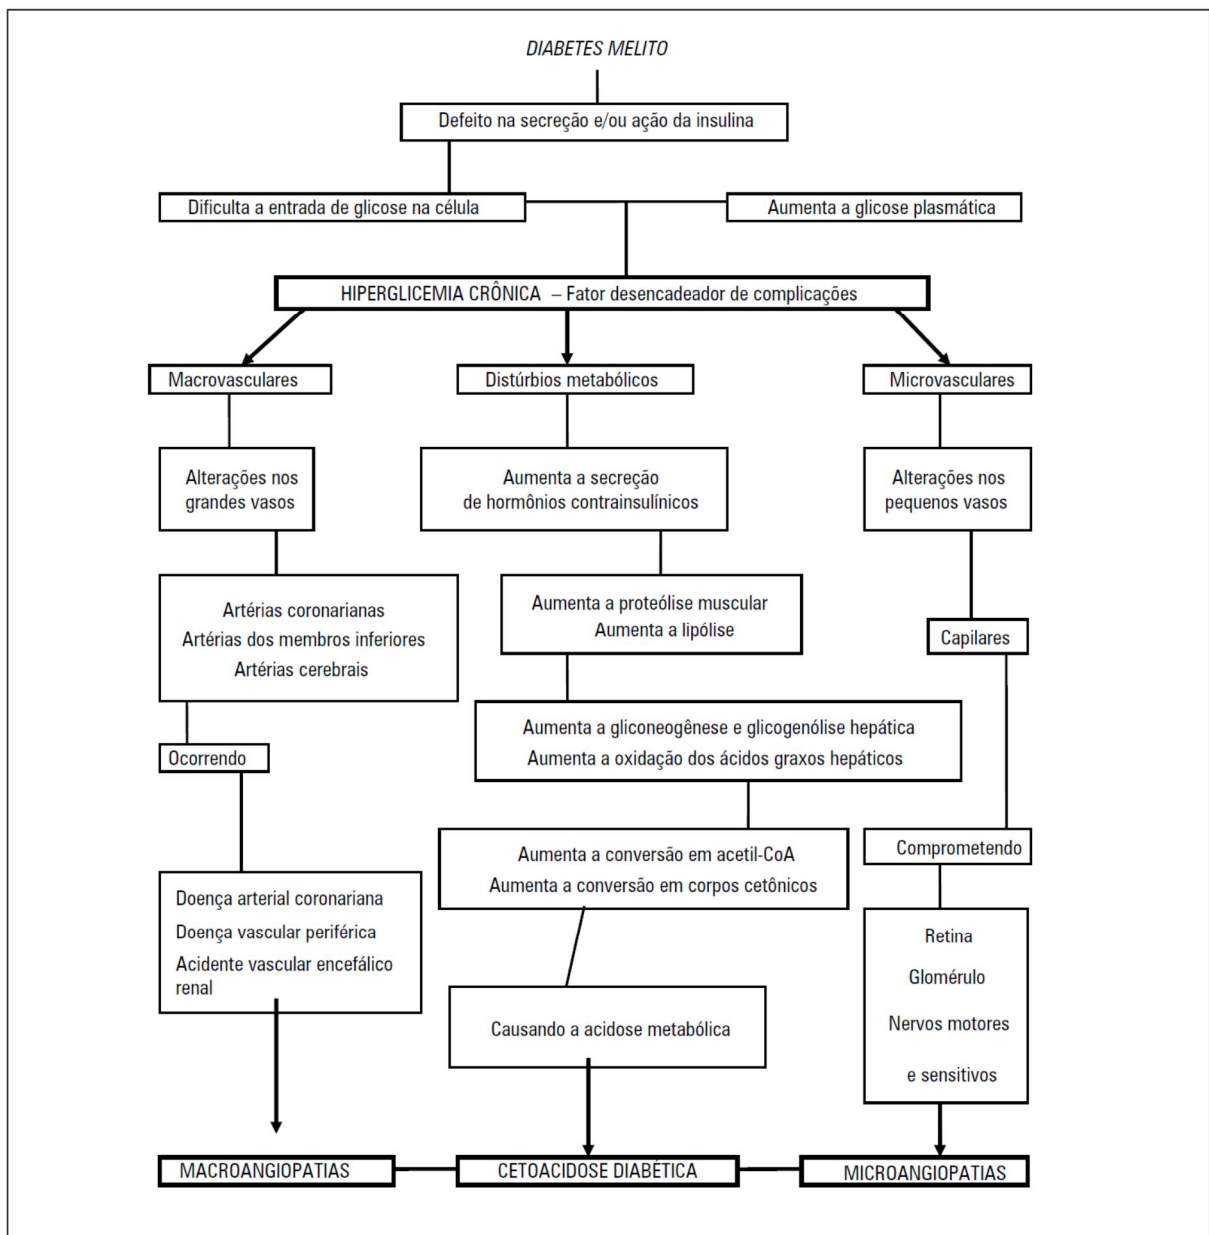 DIABETES MELITO
Defeito na secreção e/ou ação da insulina
Dificulta a entrada de glicose na célula
Aumenta a glicose plasmática
HIPERGLICEMIA CRÔNICA – Fator desencadeador de complicações
Macrovasculares
Distúrbios metabólicos
Microvasculares
Alterações nos
grandes vasos
Aumenta a secreção
de hormônios contrainsulínicos
Alterações nos
pequenos vasos
Artérias coronarianas
Artérias dos membros inferiores
Artérias cerebrais
Aumenta a proteólise muscular
Aumenta a lipólise
Capilares
Ocorrendo
Aumenta a gliconeogênese e glicogenólise hepática
Aumenta a oxidação dos ácidos graxos hepáticos
Aumenta a conversão em acetil-CoA
Aumenta a conversão em corpos cetônicos
Comprometendo
Doença arterial coronariana
Doença vascular periférica
Acidente vascular encefálico
renal
Causando a acidose metabólica
Retina
Glomérulo
Nervos motores
e sensitivos
MACROANGIOPATIAS
CETOACIDOSE DIABÉTICA
MICROANGIOPATIAS